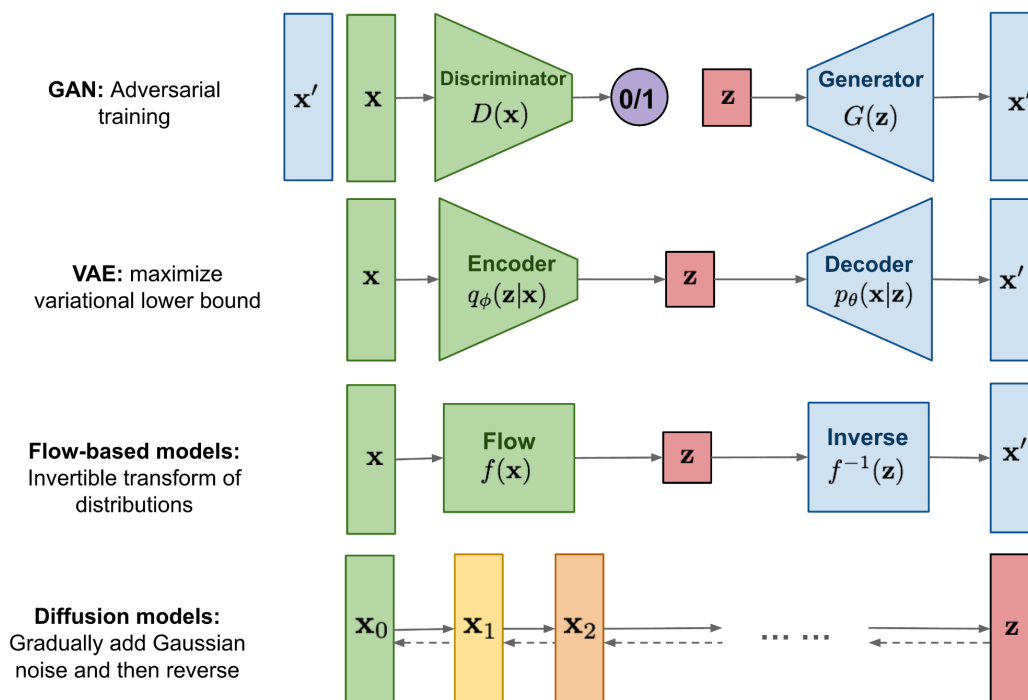 GAN: Adversarial
training
x′
x
Discriminator
D(x)
0/1
z
Generator
G(z)
x′
VAE: maximize
variational lower bound
x
Encoder
qϕ(z|x)
z
Decoder
pθ(x|z)
x′
Flow-based models:
Invertible transform of
distributions
x
Flow
f(x)
z
Inverse
f⁻¹(z)
x′
Diffusion models:
Gradually add Gaussian
noise and then reverse
x₀
x₁
x₂
... ...
z